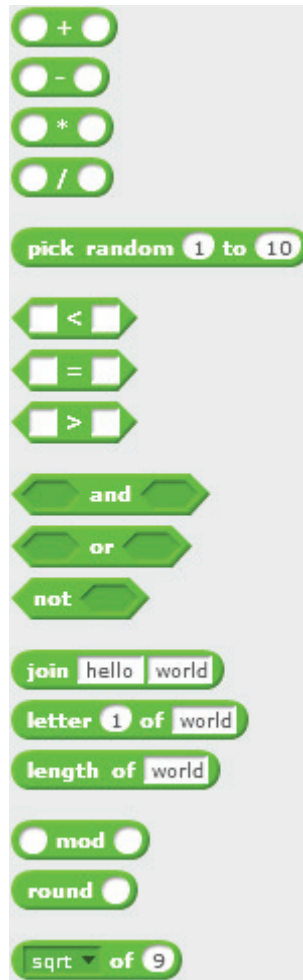 +
-
*
/
pick random 1 to 10
<
=
>
and
or
not
join hello world
letter 1 of world
length of world
mod
round
sqrt of 9